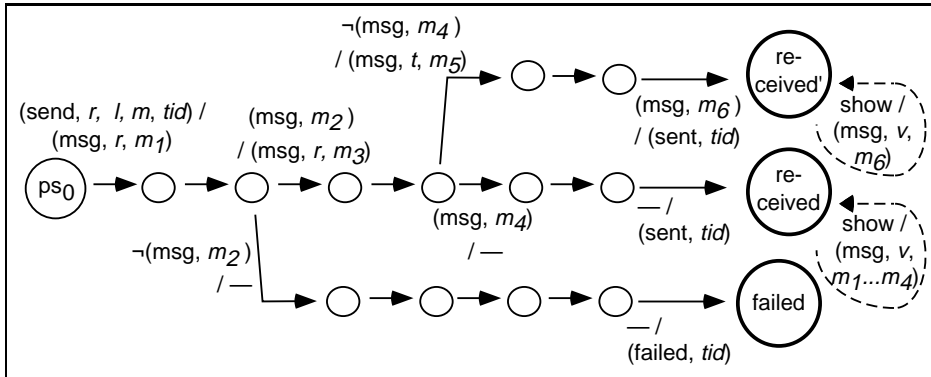 ¬(msg, m4)
/ (msg, t, m5)
re-
ceived'
(send, r, l, m, tid) /
(msg, r, m1)
(msg, m2)
/ (msg, r, m3)
(msg, m6)
/ (sent, tid)
show /
(msg, v,
m6)
ps0
(msg, m4)
/ —
— /
(sent, tid)
re-
ceived
¬(msg, m2)
/ —
show /
(msg, v,
m1...m4)
— /
(failed, tid)
failed